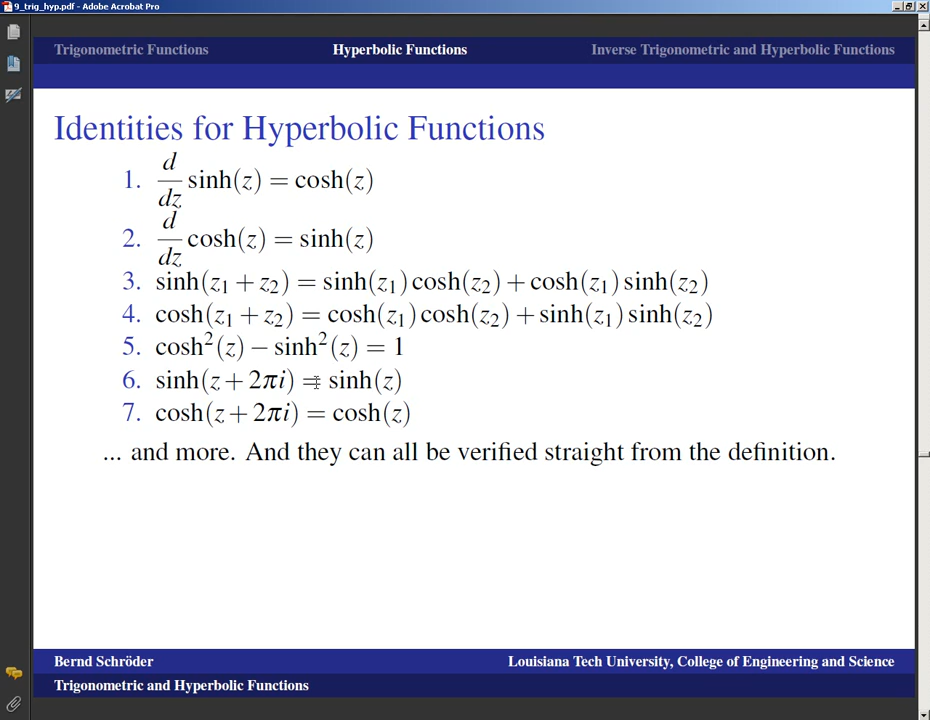 9_trig_hyp.pdf - Adobe Acrobat Pro
Trigonometric Functions Hyperbolic Functions Inverse Trigonometric and Hyperbolic Functions
Identities for Hyperbolic Functions
1. d/dz sinh(z) = cosh(z)
2. d/dz cosh(z) = sinh(z)
3. sinh(z₁ + z₂) = sinh(z₁) cosh(z₂) + cosh(z₁) sinh(z₂)
4. cosh(z₁ + z₂) = cosh(z₁) cosh(z₂) + sinh(z₁) sinh(z₂)
5. cosh²(z) − sinh²(z) = 1
6. sinh(z + 2πi) = sinh(z)
7. cosh(z + 2πi) = cosh(z)
... and more. And they can all be verified straight from the definition.
Bernd Schröder Louisiana Tech University, College of Engineering and Science
Trigonometric and Hyperbolic Functions